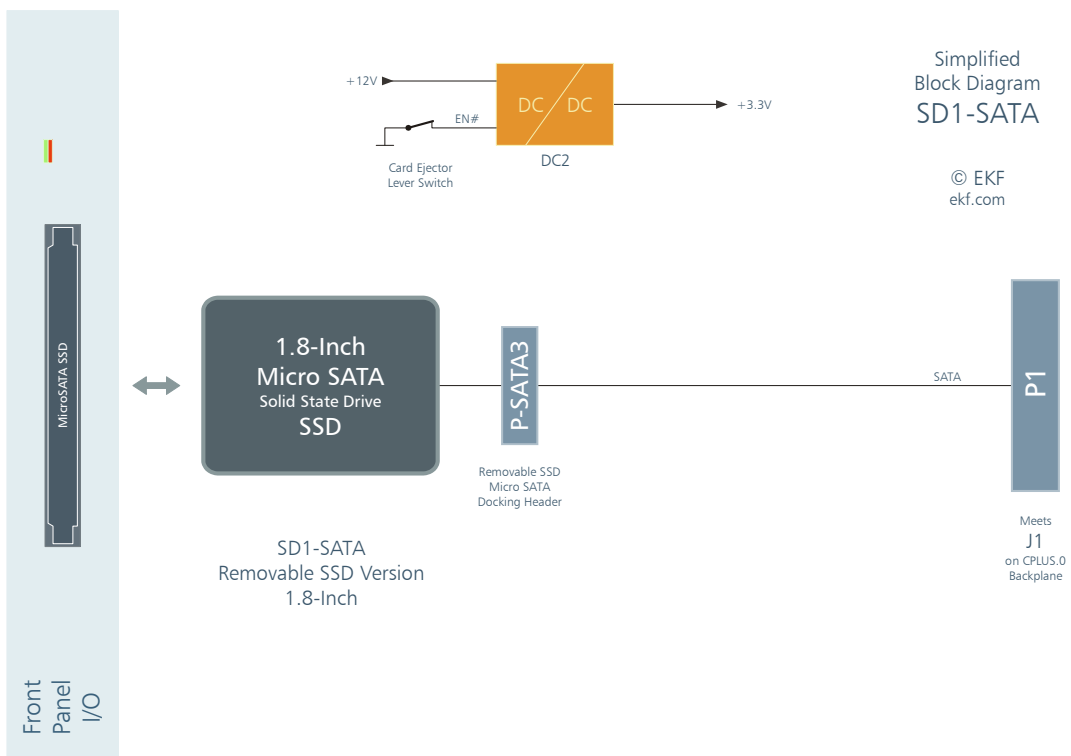 Simplified
Block Diagram
SD1-SATA
© EKF
ekf.com
+12V
EN#
DC DC
+3.3V
DC2
Card Ejector
Lever Switch
MicroSATA SSD
1.8-Inch
Micro SATA
Solid State Drive
SSD
P-SATA3
SATA
P1
Removable SSD
Micro SATA
Docking Header
Meets
J1
on CPLUS.0
Backplane
SD1-SATA
Removable SSD Version
1.8-Inch
Front
Panel
I/O